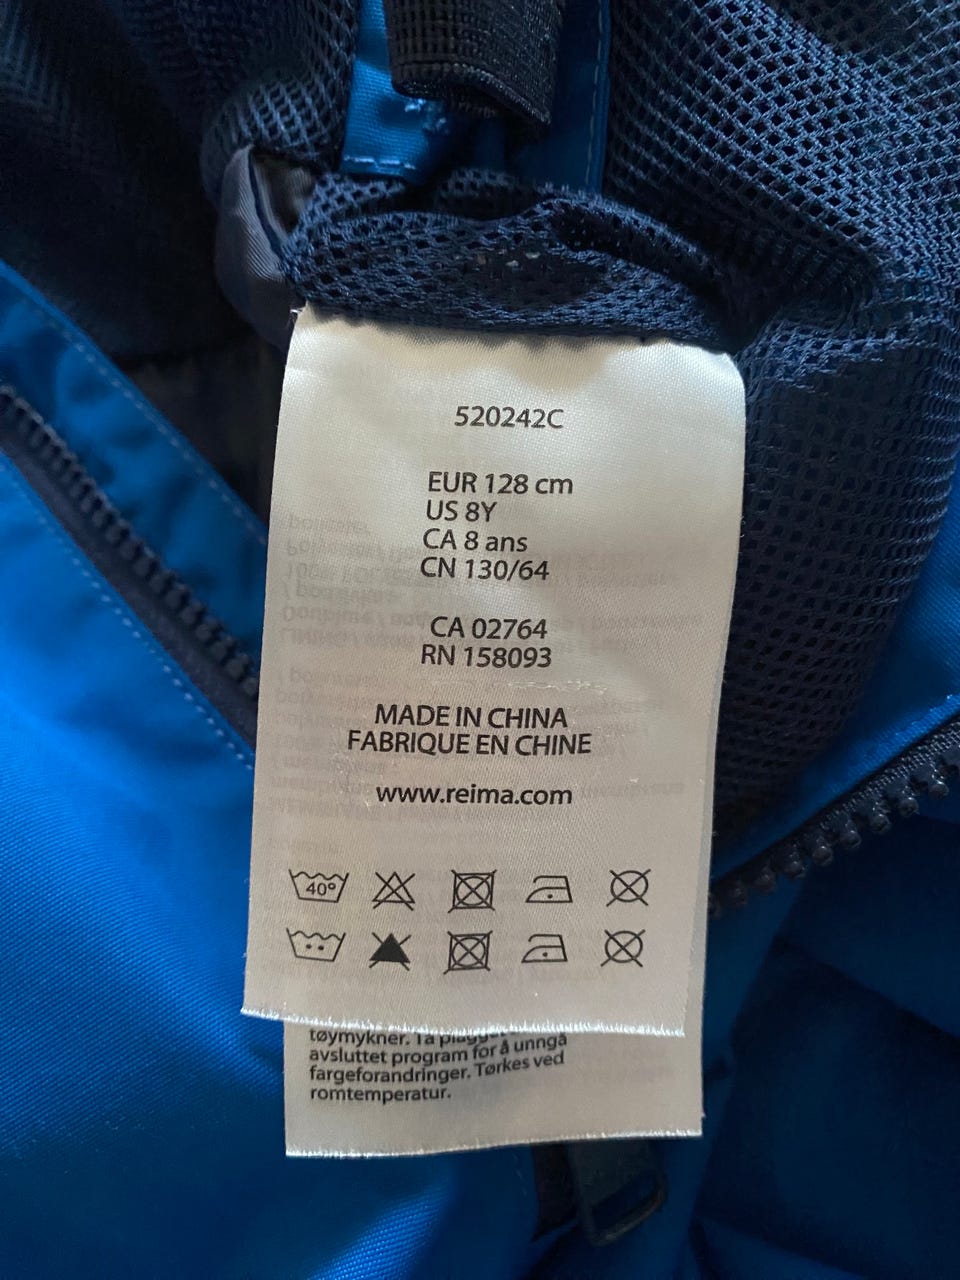 520242C
EUR 128 cm
US 8Y
CA 8 ans
CN 130/64
CA 02764
RN 158093
MADE IN CHINA
FABRIQUE EN CHINE
www.reima.com
40°
tøymykner. Ta
avsluttet program for å unngå
fargeforandringer. Tørkes ved
romtemperatur.